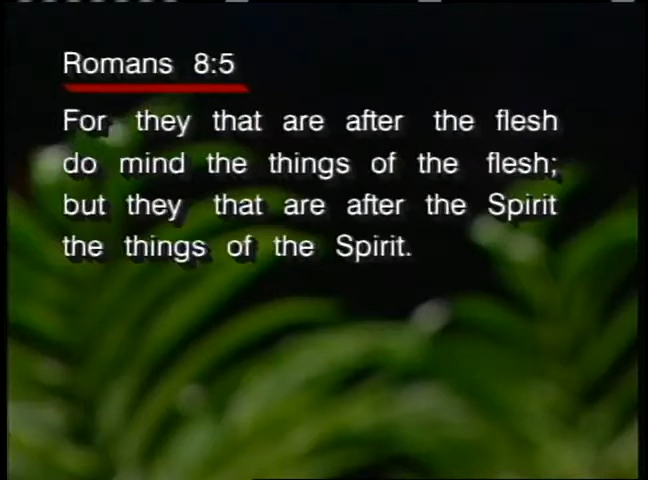 Romans 8:5
For they that are after the flesh
do mind the things of the flesh;
but they that are after the Spirit
the things of the Spirit.